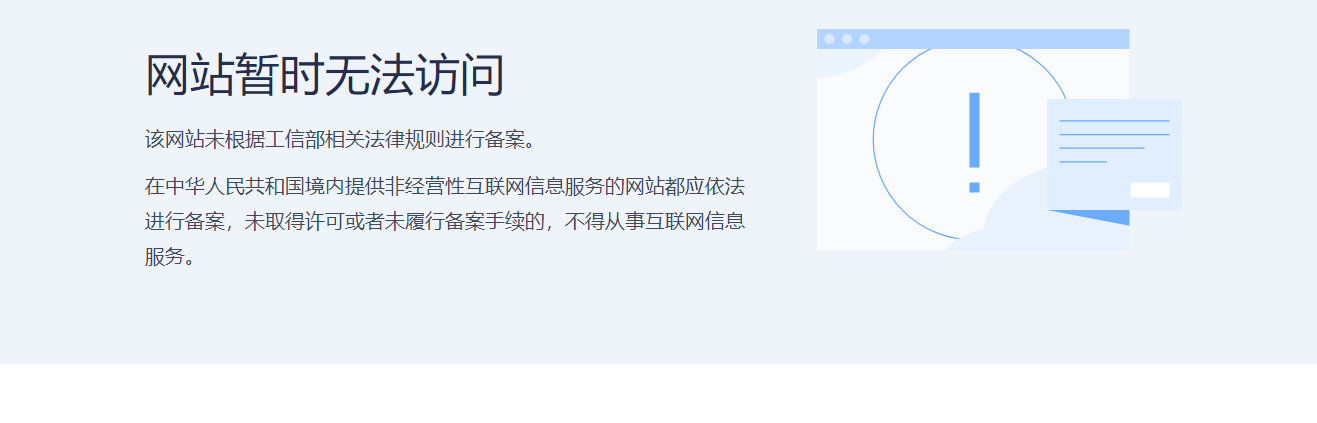 网站暂时无法访问
该网站未根据工信部相关法律规则进行备案。
在中华人民共和国境内提供非经营性互联网信息服务的网站都应依法
进行备案，未取得许可或者未履行备案手续的，不得从事互联网信息
服务。